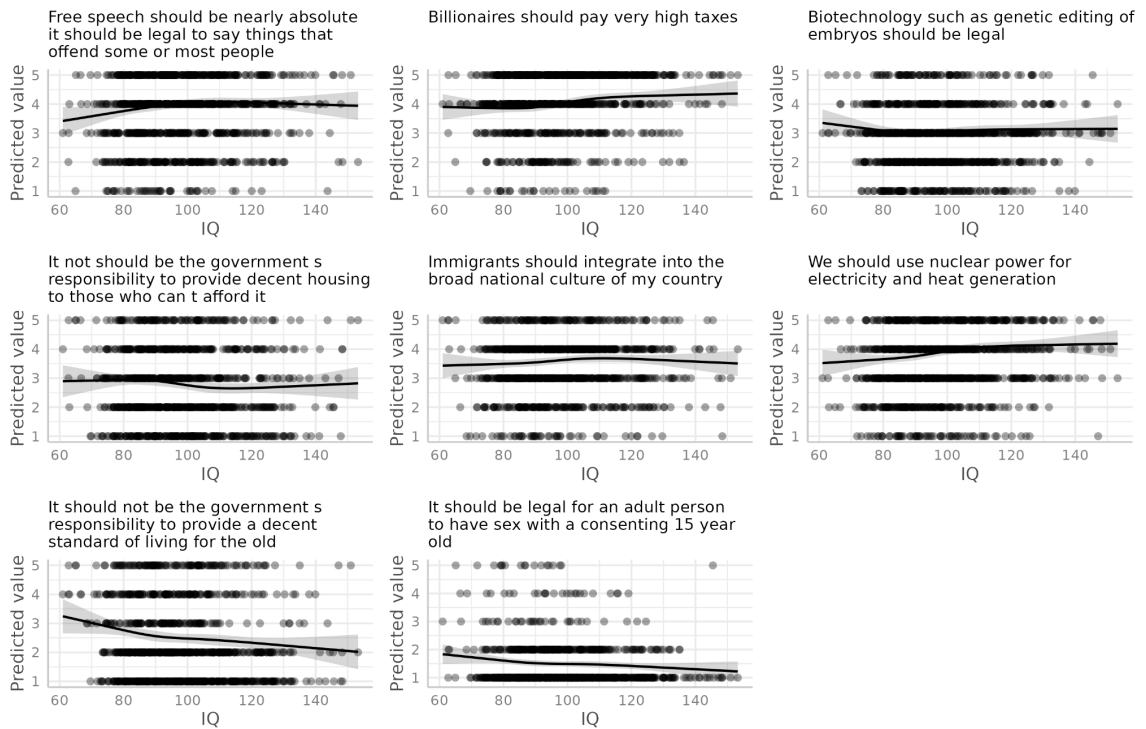 Free speech should be nearly absolute
it should be legal to say things that
offend some or most people
Predicted value
5
4
3
2
1
60 80 100 120 140
IQ
Billionaires should pay very high taxes
Predicted value
5
4
3
2
1
60 80 100 120 140
IQ
Biotechnology such as genetic editing of
embryos should be legal
Predicted value
5
4
3
2
1
60 80 100 120 140
IQ
It not should be the government s
responsibility to provide decent housing
to those who can t afford it
Predicted value
5
4
3
2
1
60 80 100 120 140
IQ
Immigrants should integrate into the
broad national culture of my country
Predicted value
5
4
3
2
1
60 80 100 120 140
IQ
We should use nuclear power for
electricity and heat generation
Predicted value
5
4
3
2
1
60 80 100 120 140
IQ
It should not be the government s
responsibility to provide a decent
standard of living for the old
Predicted value
5
4
3
2
1
60 80 100 120 140
IQ
It should be legal for an adult person
to have sex with a consenting 15 year
old
Predicted value
5
4
3
2
1
60 80 100 120 140
IQ